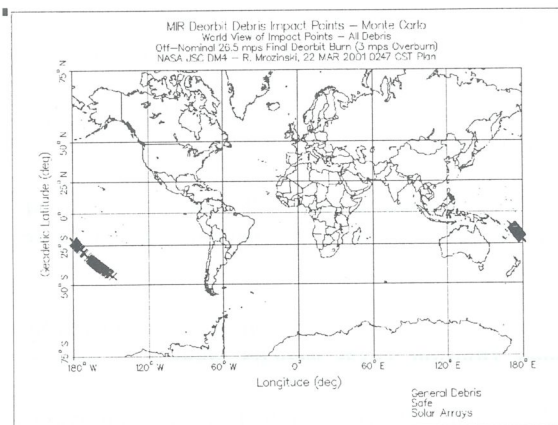 MIR Deorbit Debris Impact Points – Monte Carlo
World View of Impact Points – All Debris
Off–Nominal 26.5 mps Final Deorbit Burn (3 mps Overburn)
NASA JSC DM4 – R. Mrozinski, 22 MAR 2001 0247 CST Plan
Geodetic Latitude (deg)
75° N
50° N
25° N
0°
25° S
50° S
75° S
180° W
120° W
60° W
0°
60° E
120° E
180° E
Longitude (deg)
General Debris
Safe
Solar Arrays